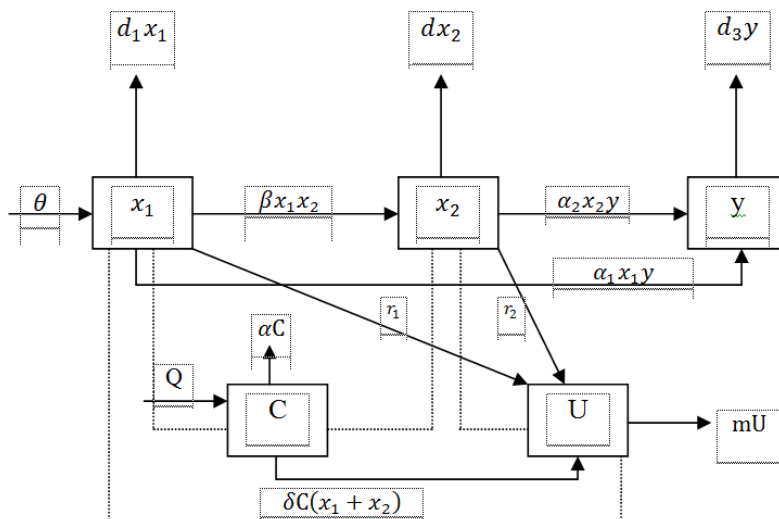 d₁x₁
dx₂
d₃y
θ
x₁
βx₁x₂
x₂
α₂x₂y
y
α₁x₁y
r₁
r₂
αC
Q
C
U
mU
δC(x₁ + x₂)